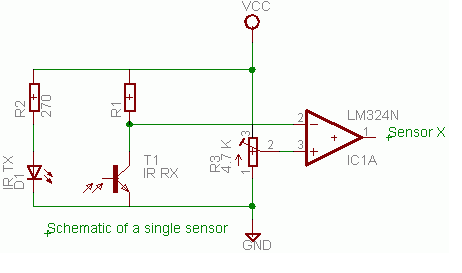 VCC
R2
270
R1
3
R3
4.7 K
1
2
2
3
LM324N
1
Sensor X
IC1A
IR TX
D1
T1
IR RX
Schematic of a single sensor
GND